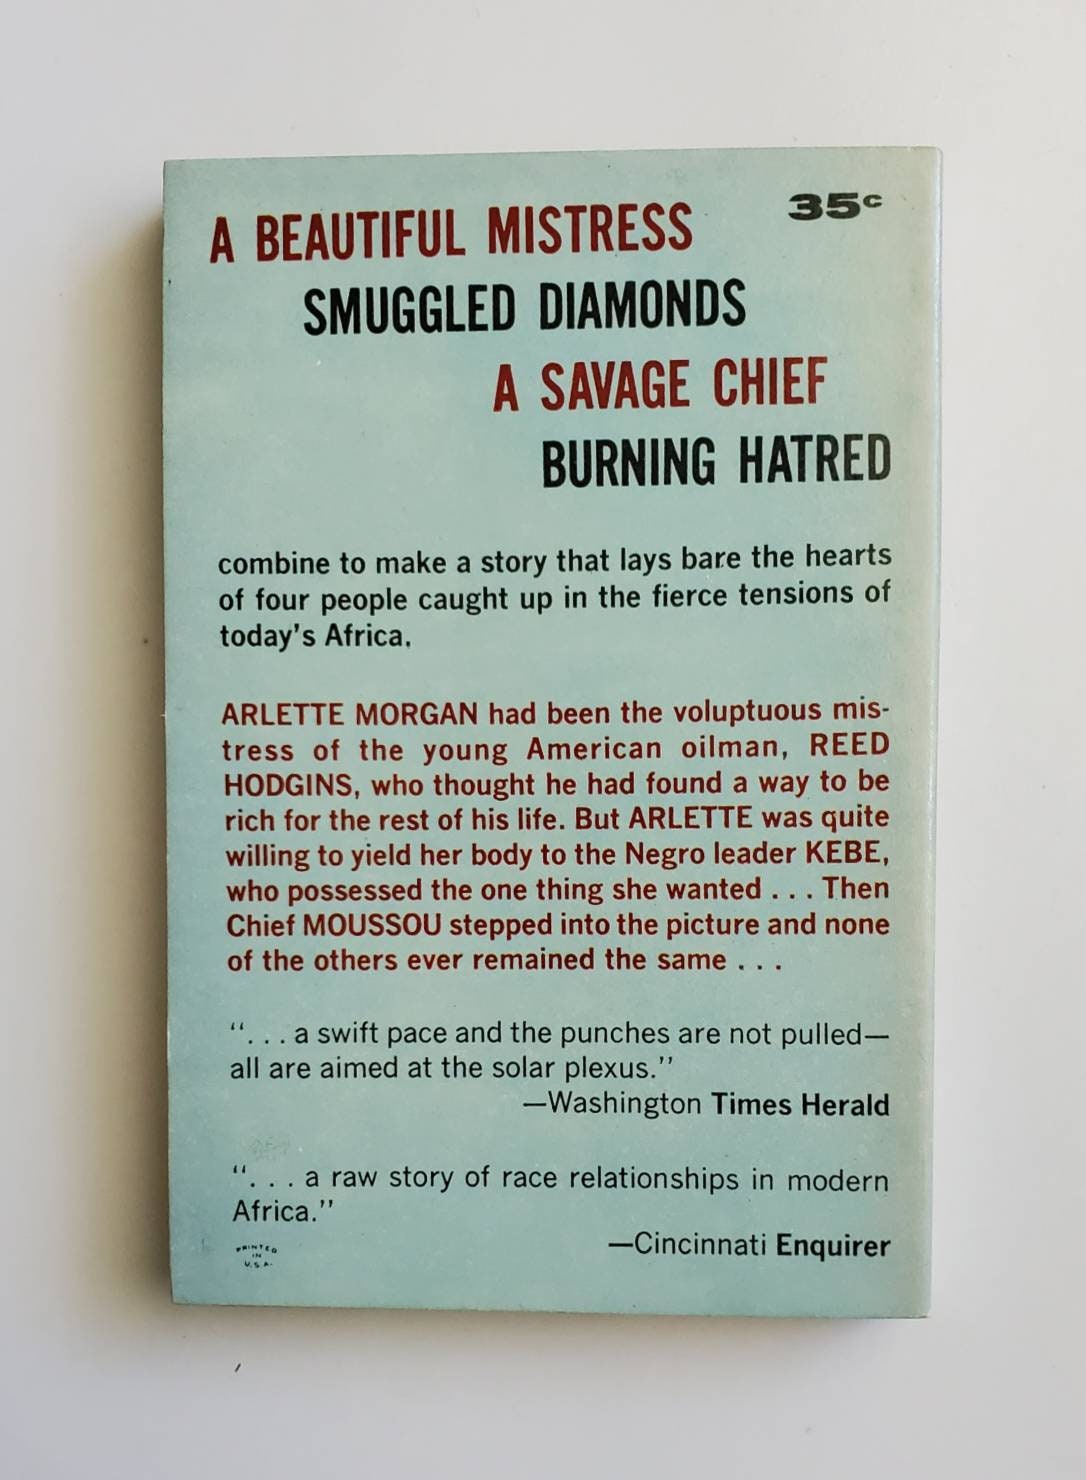 35c
A BEAUTIFUL MISTRESS
SMUGGLED DIAMONDS
A SAVAGE CHIEF
BURNING HATRED
combine to make a story that lays bare the hearts
of four people caught up in the fierce tensions of
today's Africa.
ARLETTE MORGAN had been the voluptuous mis-
tress of the young American oilman, REED
HODGINS, who thought he had found a way to be
rich for the rest of his life. But ARLETTE was quite
willing to yield her body to the Negro leader KEBE,
who possessed the one thing she wanted . . . Then
Chief MOUSSOU stepped into the picture and none
of the others ever remained the same . . .
". . . a swift pace and the punches are not pulled—
all are aimed at the solar plexus."
—Washington Times Herald
". . . a raw story of race relationships in modern
Africa."
—Cincinnati Enquirer
PRINTED
IN
U.S.A.